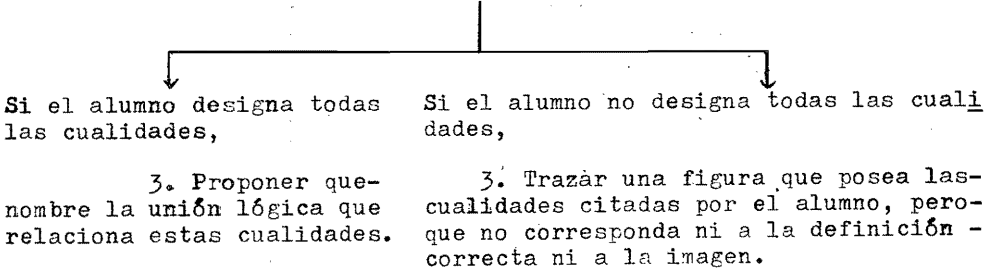 Si el alumno designa todas
las cualidades,
3. Proponer que-
nombre la unión lógica que
relaciona estas cualidades.
Si el alumno no designa todas las cuali
dades,
3. Trazar una figura que posea las-
cualidades citadas por el alumno, pero-
que no corresponda ni a la definición -
correcta ni a la imagen.